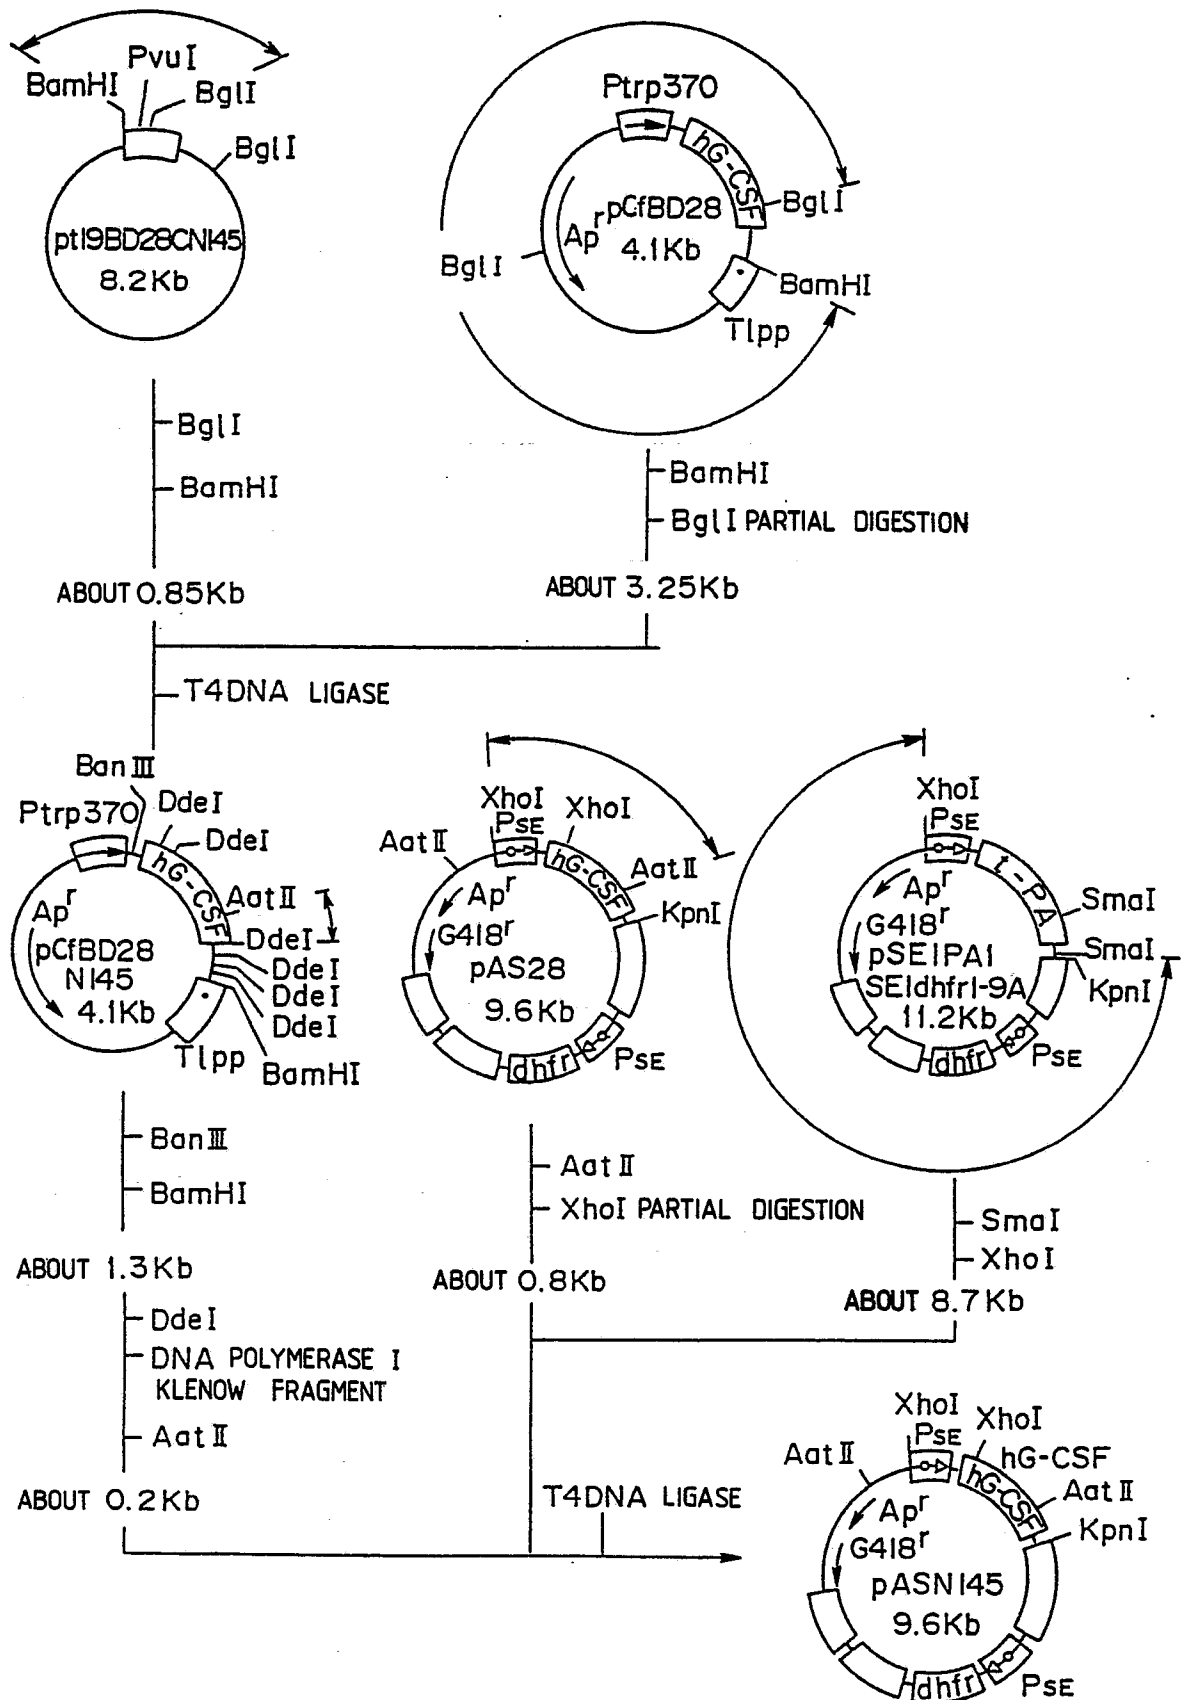 PvuI
BamHI
BglI
BglI
pt19BD28CN145
8.2Kb
Ptrp370
hG-CSF
BglI
pCfBD28
4.1Kb
Apr
BglI
BamHI
Tlpp
BglI
BamHI
BamHI
BglI PARTIAL DIGESTION
ABOUT 0.85Kb
ABOUT 3.25Kb
T4DNA LIGASE
BanⅢ
Ptrp370
DdeI
DdeI
hG-CSF
AatⅡ
DdeI
DdeI
DdeI
DdeI
Apr
pCfBD28
N145
4.1Kb
Tlpp
BamHI
XhoI
PSE
XhoI
AatⅡ
hG-CSF
AatⅡ
KpnI
Apr
G418r
pAS28
9.6Kb
dhfr
PSE
XhoI
PSE
t-PA
SmaI
SmaI
KpnI
Apr
G418r
pSE1PA1
SE1dhfr1-9A
11.2Kb
dhfr
PSE
BanⅢ
BamHI
ABOUT 1.3Kb
DdeI
DNA POLYMERASE I
KLENOW FRAGMENT
AatⅡ
ABOUT 0.2Kb
AatⅡ
XhoI PARTIAL DIGESTION
ABOUT 0.8Kb
SmaI
XhoI
ABOUT 8.7Kb
T4DNA LIGASE
XhoI
PSE
XhoI
hG-CSF
AatⅡ
hG-CSF
AatⅡ
KpnI
Apr
G418r
pASN145
9.6Kb
dhfr
PSE